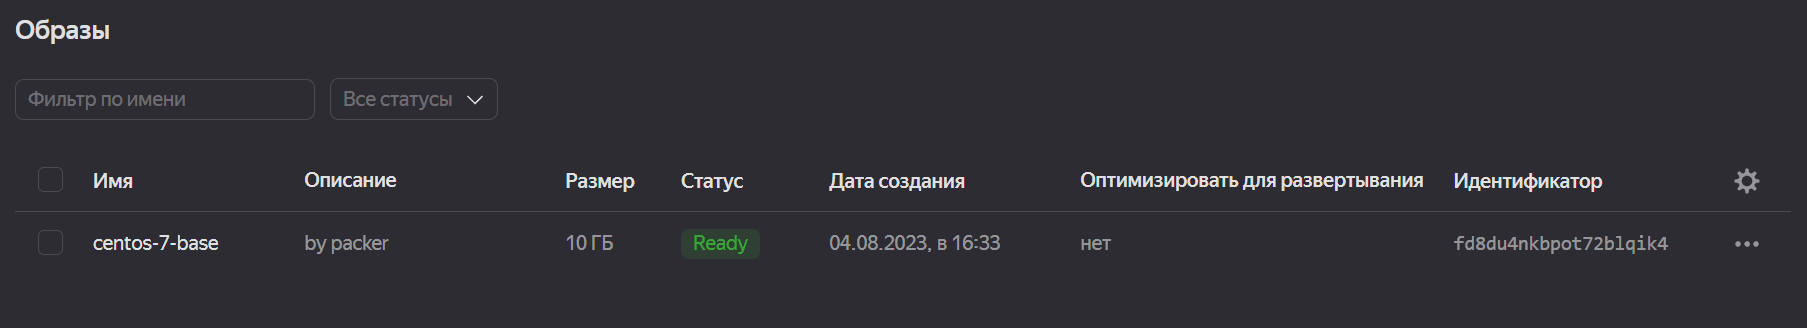 Образы
Фильтр по имени Все статусы
Имя Описание Размер Статус Дата создания Оптимизировать для развертывания Идентификатор
centos-7-base by packer 10 ГБ Ready 04.08.2023, в 16:33 нет fd8du4nkbpot72blqik4